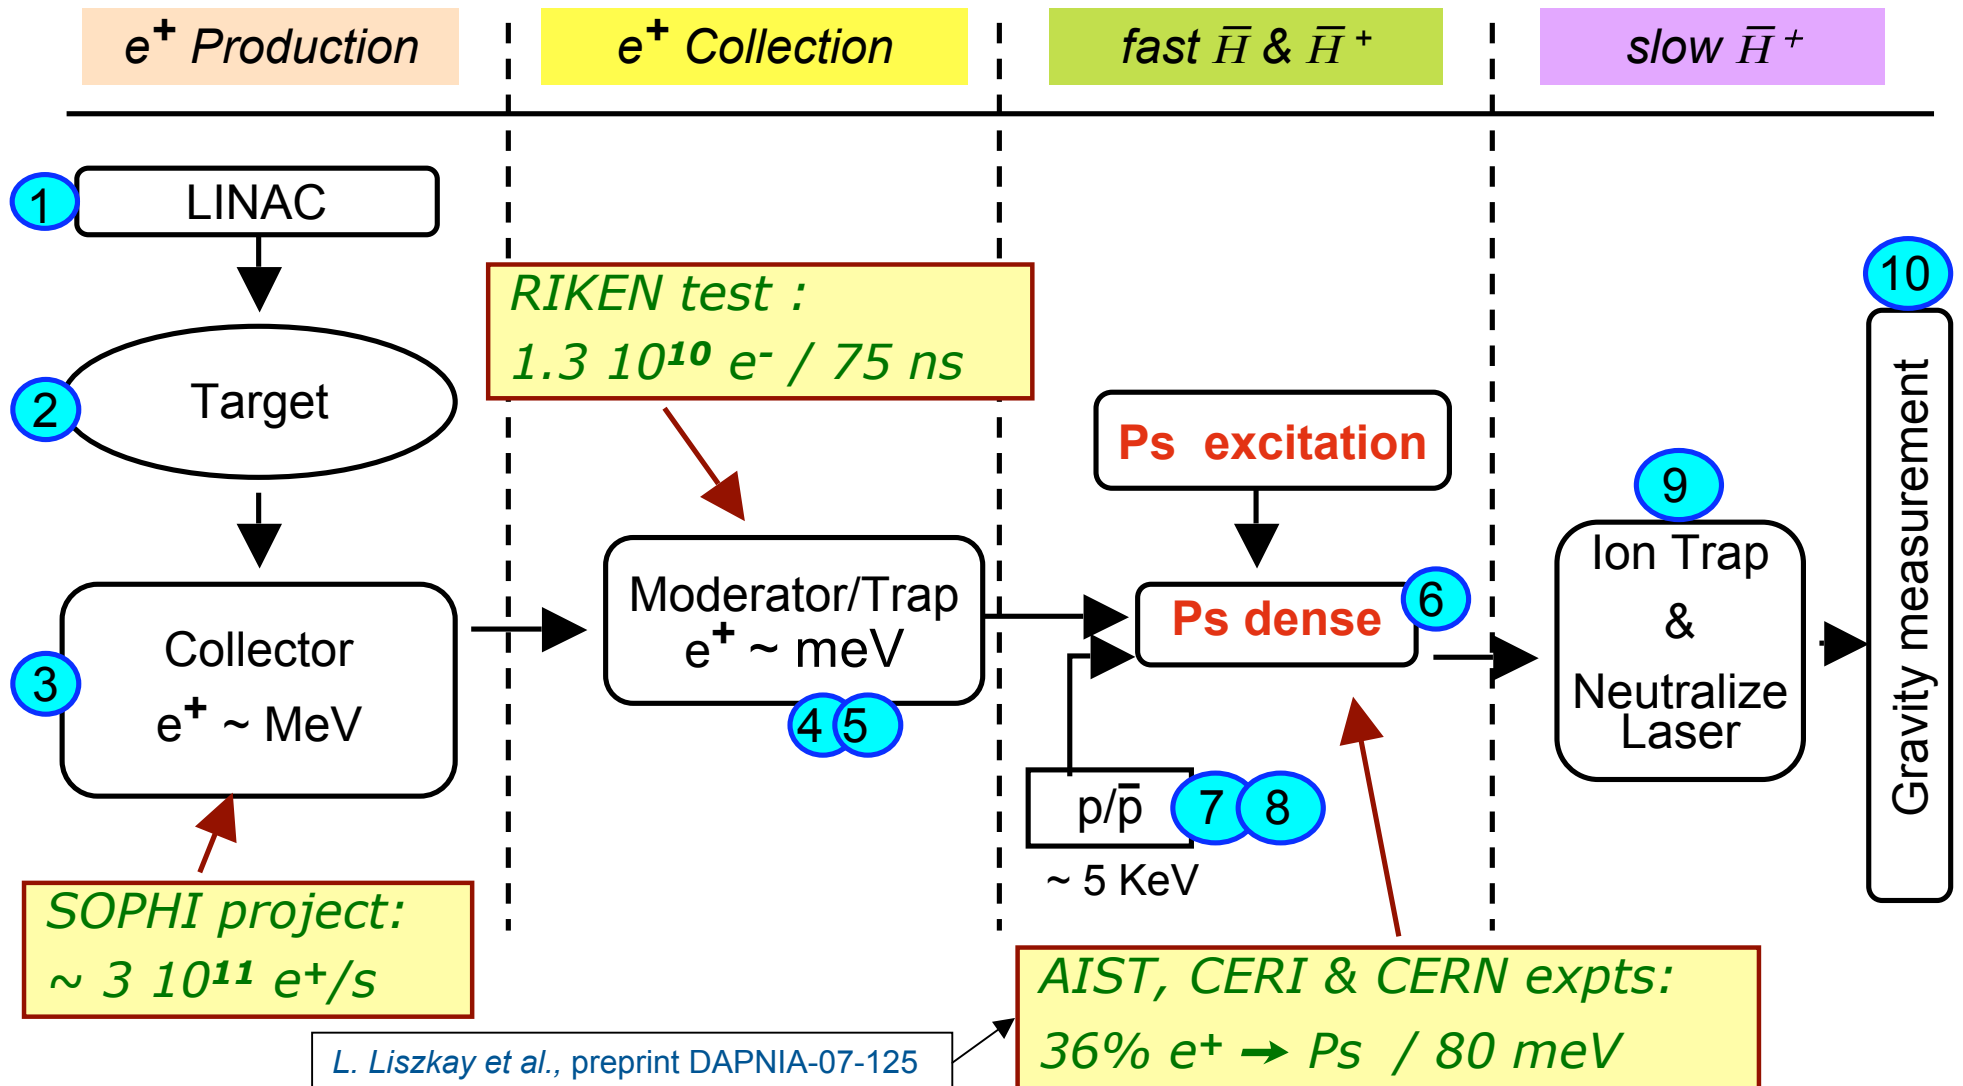 e⁺ Production
e⁺ Collection
fast H̅ & H̅ ⁺
slow H̅ ⁺
1
LINAC
2
Target
3
Collector
e⁺ ~ MeV
SOPHI project:
~ 3 10¹¹ e⁺/s
RIKEN test :
1.3 10¹⁰ e⁻ / 75 ns
Moderator/Trap
e⁺ ~ meV
4
5
Ps excitation
Ps dense
6
p/p̅
7
8
~ 5 KeV
AIST, CERI & CERN expts:
36% e⁺ → Ps / 80 meV
L. Liszkay et al., preprint DAPNIA-07-125
9
Ion Trap
&
Neutralize
Laser
10
Gravity measurement